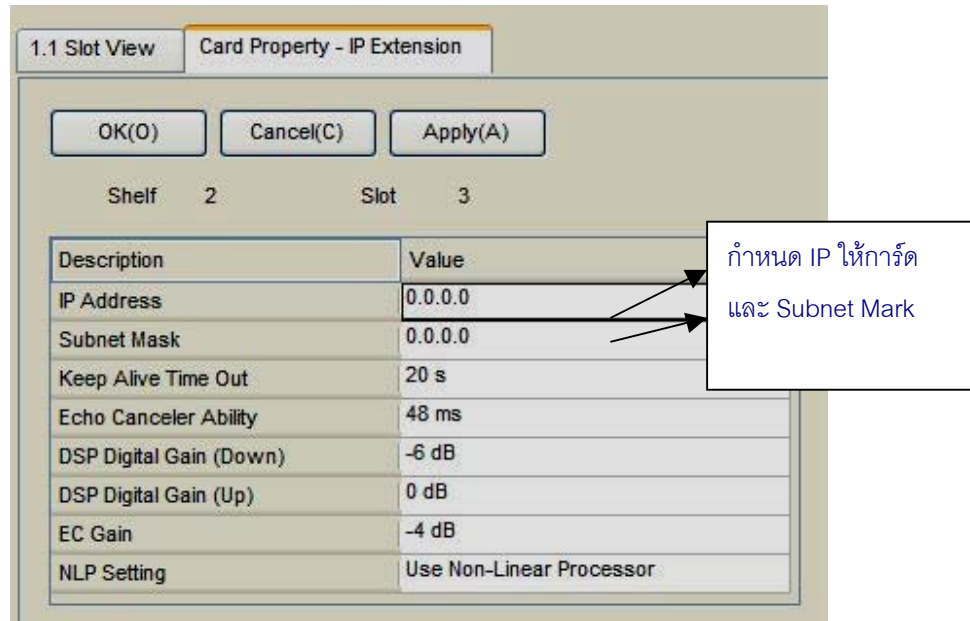 1.1 Slot View Card Property - IP Extension
OK(O) Cancel(C) Apply(A)
Shelf 2 Slot 3
Description Value
IP Address 0.0.0.0
Subnet Mask 0.0.0.0
Keep Alive Time Out 20 s
Echo Canceler Ability 48 ms
DSP Digital Gain (Down) -6 dB
DSP Digital Gain (Up) 0 dB
EC Gain -4 dB
NLP Setting Use Non-Linear Processor
กำหนด IP ให้การ์ด
และ Subnet Mark